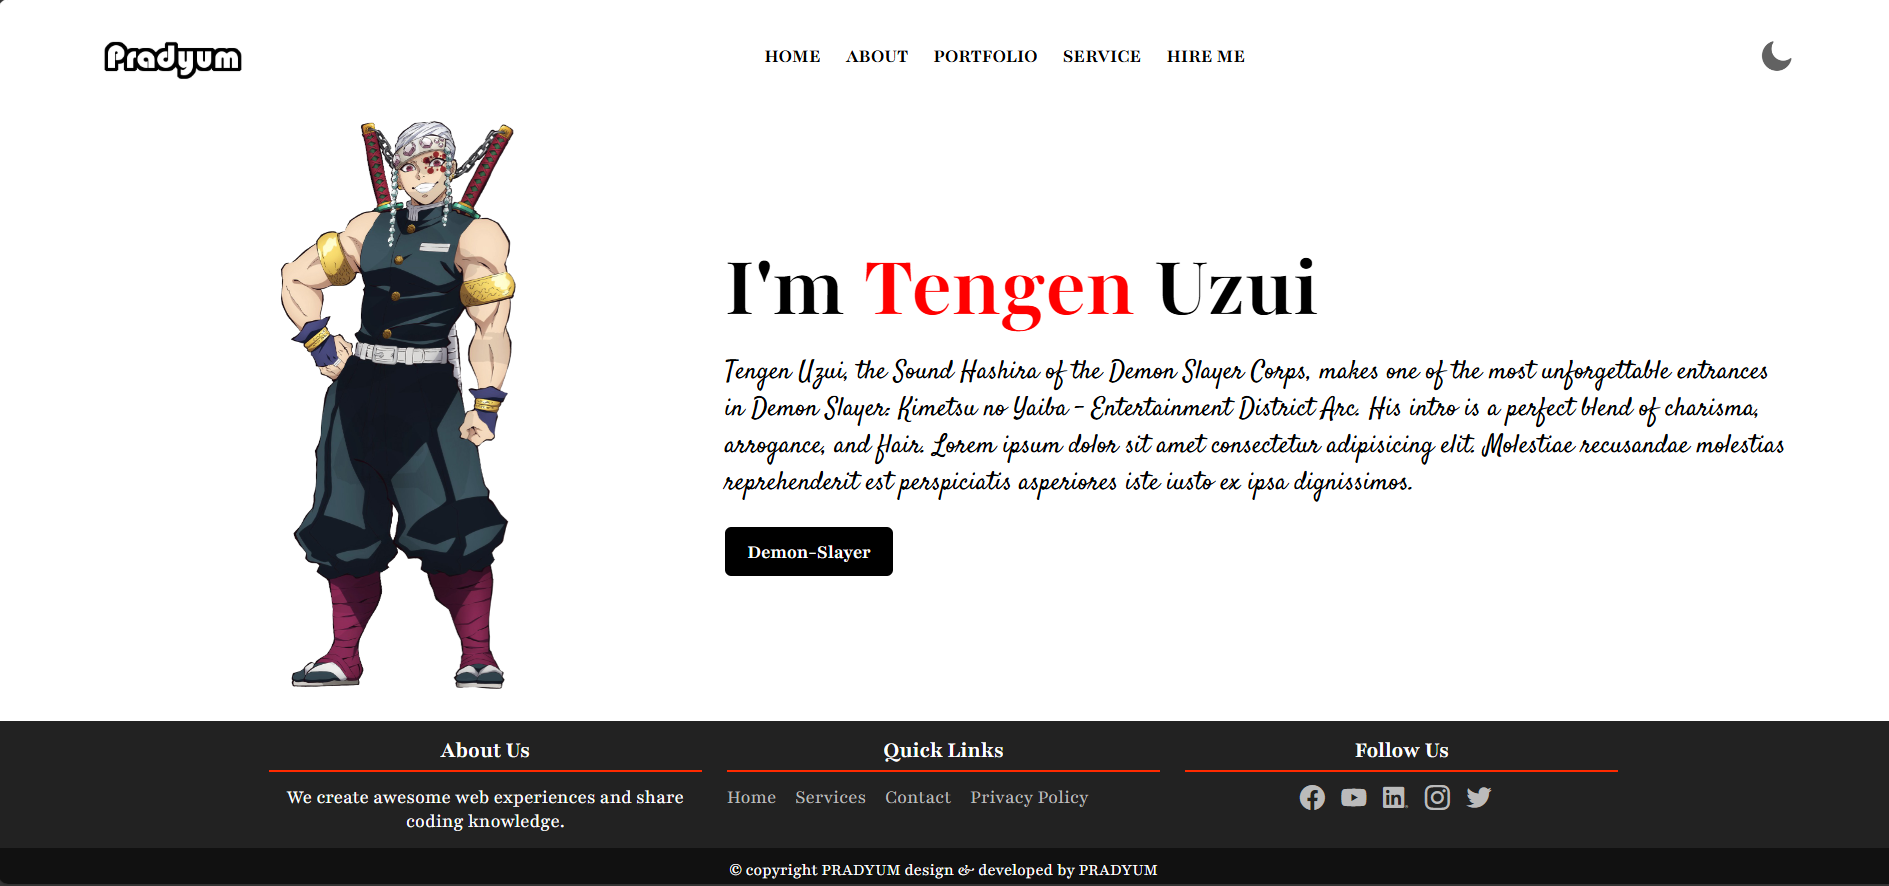 Pradyum
HOME ABOUT PORTFOLIO SERVICE HIRE ME
I'm Tengen Uzui
Tengen Uzui, the Sound Hashira of the Demon Slayer Corps, makes one of the most unforgettable entrances
in Demon Slayer: Kimetsu no Yaiba – Entertainment District Arc. His intro is a perfect blend of charisma,
arrogance, and flair. Lorem ipsum dolor sit amet consectetur adipisicing elit. Molestiae recusandae molestias
reprehenderit est perspiciatis asperiores iste iusto ex ipsa dignissimos.
Demon-Slayer
About Us
We create awesome web experiences and share
coding knowledge.
Quick Links
Home Services Contact Privacy Policy
Follow Us
© copyright PRADYUM design & developed by PRADYUM